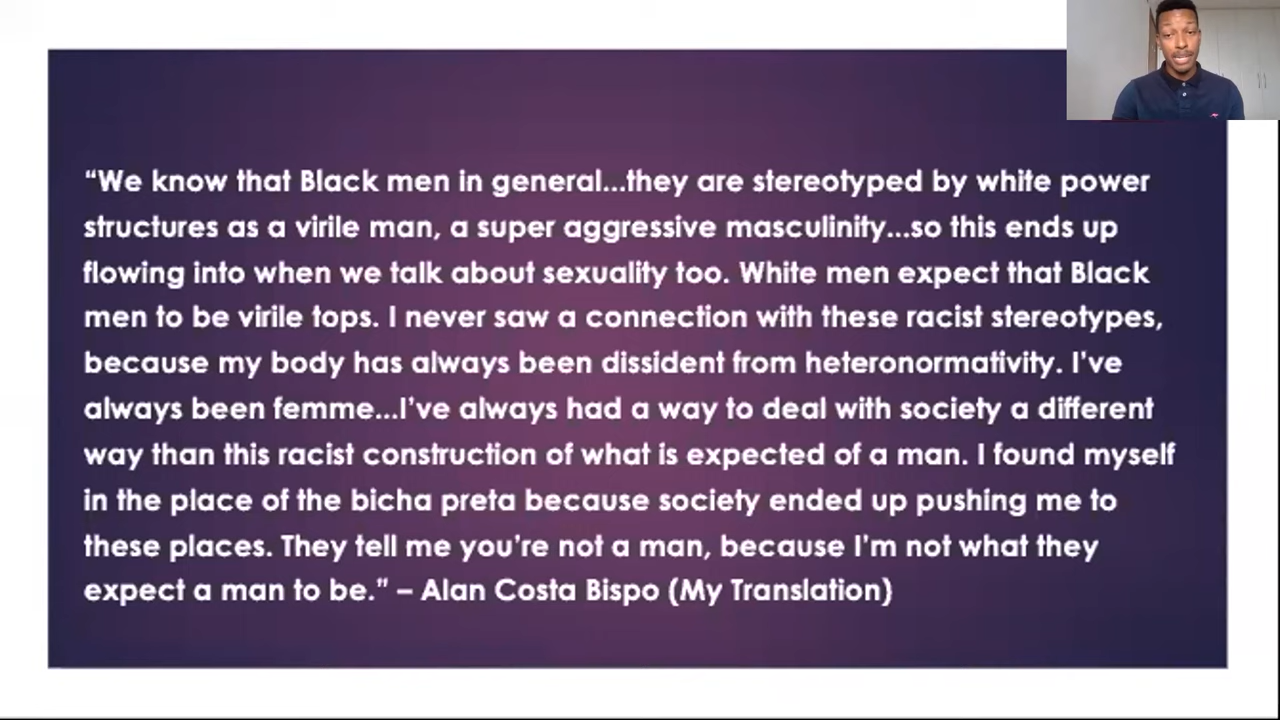 “We know that Black men in general...they are stereotyped by white power
structures as a virile man, a super aggressive masculinity...so this ends up
flowing into when we talk about sexuality too. White men expect that Black
men to be virile tops. I never saw a connection with these racist stereotypes,
because my body has always been dissident from heteronormativity. I’ve
always been femme...I’ve always had a way to deal with society a different
way than this racist construction of what is expected of a man. I found myself
in the place of the bicha preta because society ended up pushing me to
these places. They tell me you’re not a man, because I’m not what they
expect a man to be.” – Alan Costa Bispo (My Translation)